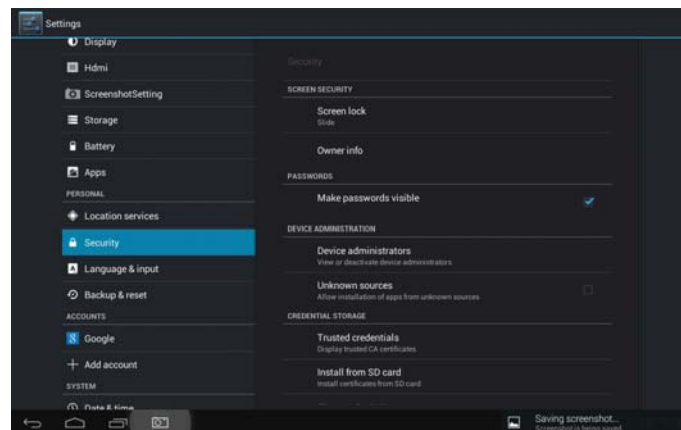 Settings
Display
Hdmi
ScreenshotSetting
Storage
Battery
Apps
PERSONAL
Location services
Security
Language & input
Backup & reset
ACCOUNTS
Google
Add account
SYSTEM
Date & time
Security
SCREEN SECURITY
Screen lock
Slide
Owner info
PASSWORDS
Make passwords visible
DEVICE ADMINISTRATION
Device administrators
View or deactivate device administrators
Unknown sources
Allow installation of apps from unknown sources
CREDENTIAL STORAGE
Trusted credentials
Display trusted CA certificates
Install from SD card
Install certificates from SD card
Saving screenshot...
Screenshot is being saved